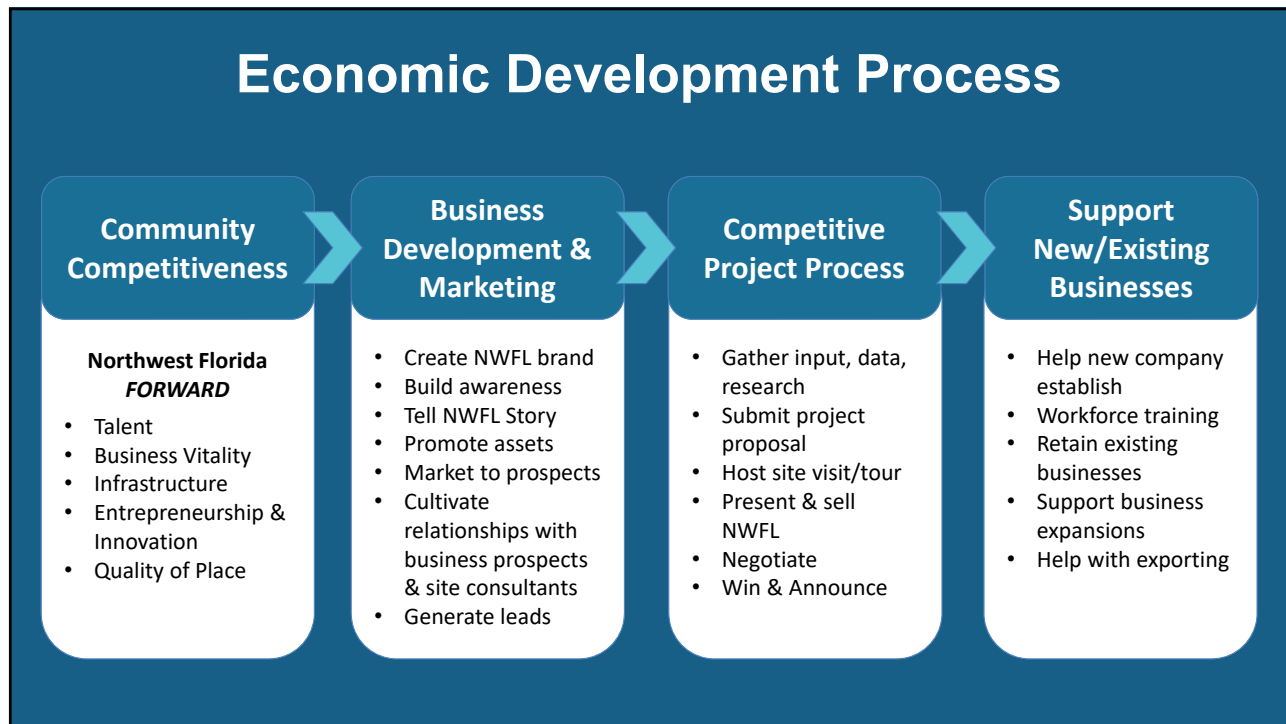 Economic Development Process
Community
Competitiveness
Northwest Florida
FORWARD
• Talent
• Business Vitality
• Infrastructure
• Entrepreneurship &
Innovation
• Quality of Place
Business
Development &
Marketing
• Create NWFL brand
• Build awareness
• Tell NWFL Story
• Promote assets
• Market to prospects
• Cultivate
relationships with
business prospects
& site consultants
• Generate leads
Competitive
Project Process
• Gather input, data,
research
• Submit project
proposal
• Host site visit/tour
• Present & sell
NWFL
• Negotiate
• Win & Announce
Support
New/Existing
Businesses
• Help new company
establish
• Workforce training
• Retain existing
businesses
• Support business
expansions
• Help with exporting